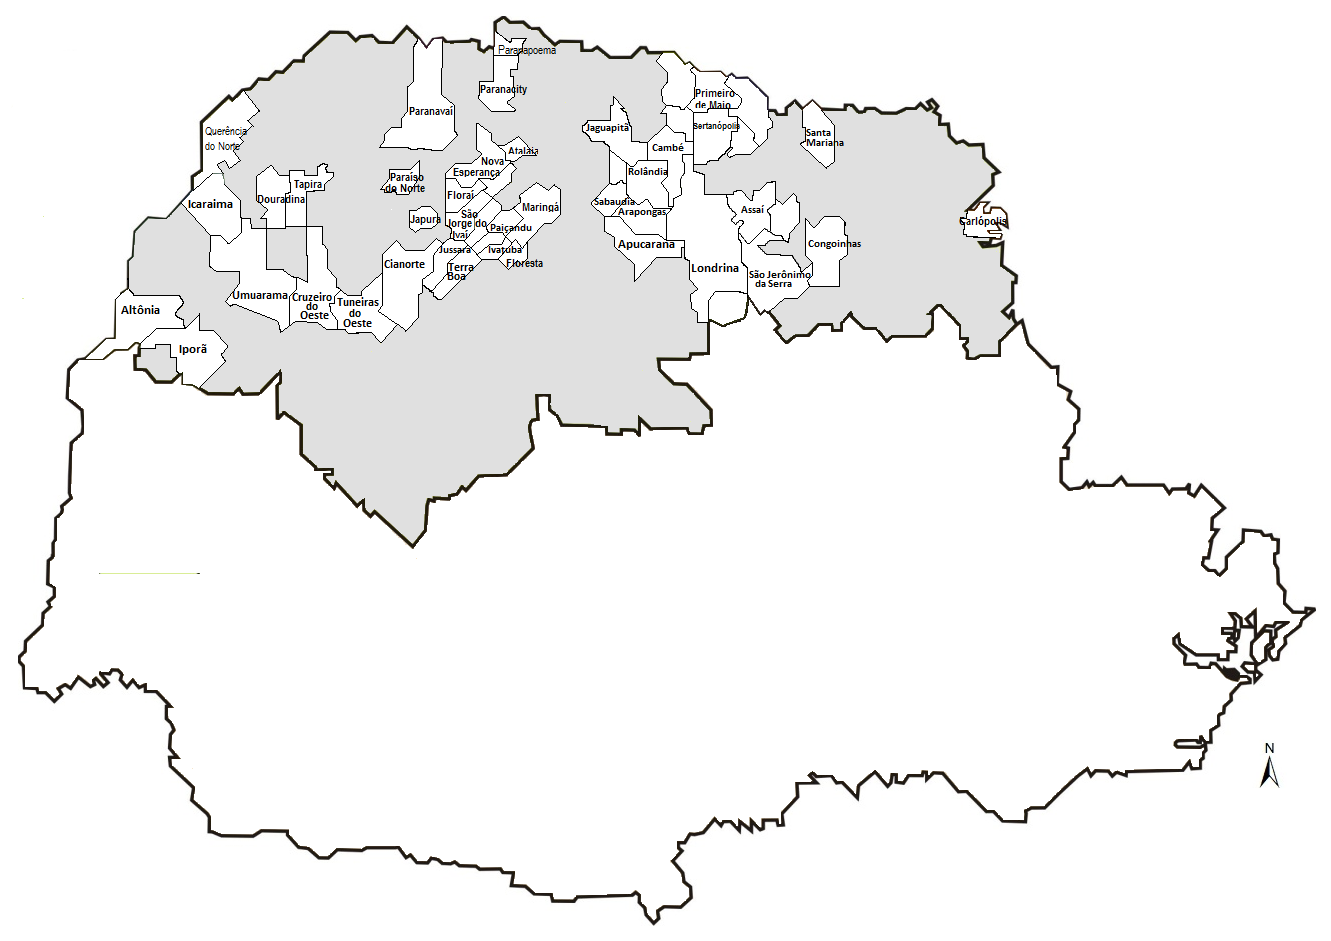 Paranapoema
Paranacity
Paranavaí
Primeiro
de Maio
Querência
do Norte
Jaguapitã
Sertanópolis
Santa
Mariana
Cambé
Atalaia
Nova
Esperança
Rolândia
Paraíso
do Norte
Tapira
Douradina
Floraí
Icaraima
Sabaudia
Arapongas
Assaí
Maringá
Japura
São
Jorge do
Ivaí
Paiçandu
Carlópolis
Apucarana
Congoinhas
Jussara
Ivatuba
Floresta
Cianorte
Terra
Boa
Londrina
São Jerônimo
da Serra
Umuarama
Cruzeiro
do
Oeste
Tuneiras
do
Oeste
Altônia
Iporã
N